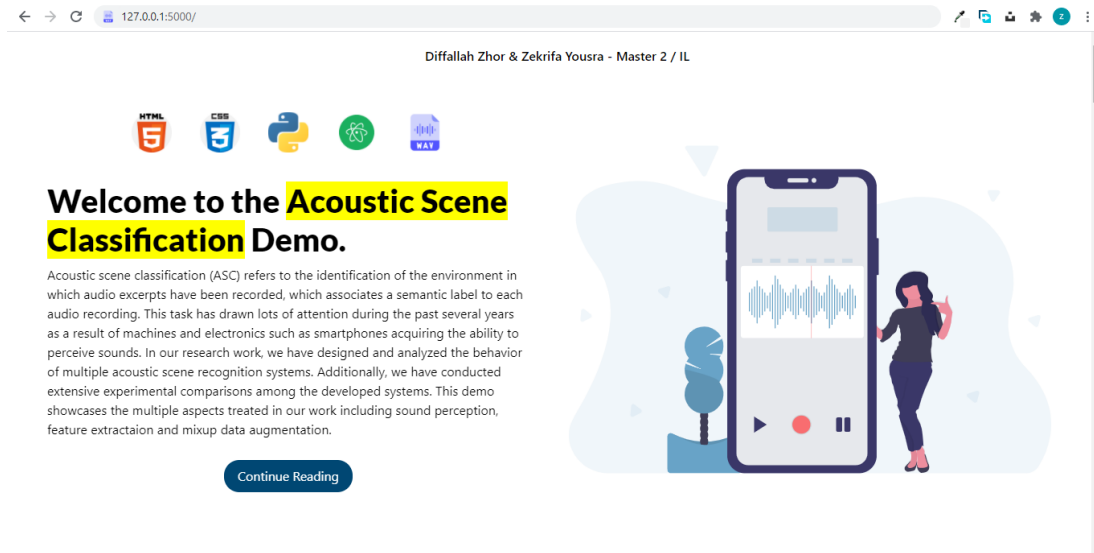 127.0.0.1:5000/
Z
Diffallah Zhor & Zekrifa Yousra - Master 2 / IL
HTML
5
CSS
3
WAV
Welcome to the Acoustic Scene
Classification Demo.
Acoustic scene classification (ASC) refers to the identification of the environment in
which audio excerpts have been recorded, which associates a semantic label to each
audio recording. This task has drawn lots of attention during the past several years
as a result of machines and electronics such as smartphones acquiring the ability to
perceive sounds. In our research work, we have designed and analyzed the behavior
of multiple acoustic scene recognition systems. Additionally, we have conducted
extensive experimental comparisons among the developed systems. This demo
showcases the multiple aspects treated in our work including sound perception,
feature extractaion and mixup data augmentation.
Continue Reading